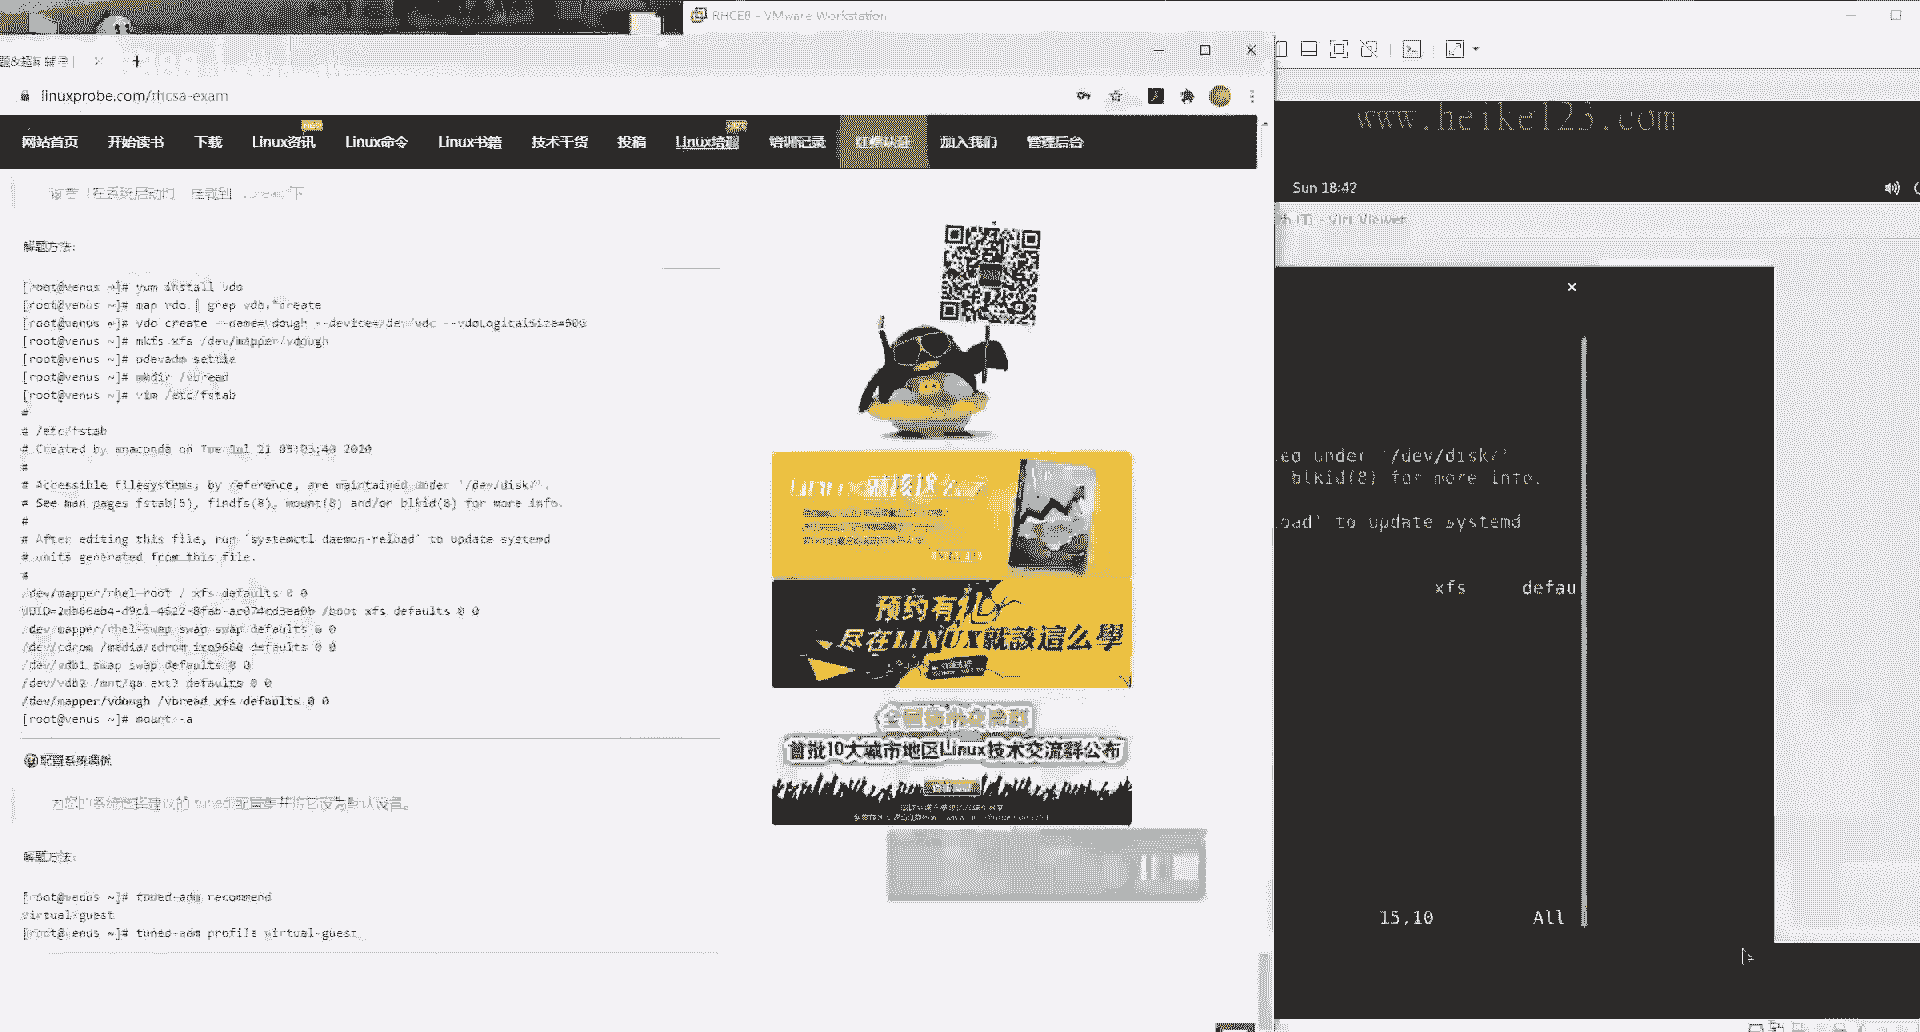 RHCE8 - VMware Workstation
linuxprobe.com/rhcsa-exam
网站首页 开始读书 下载 Linux资讯 Linux命令 Linux书籍 技术干货 投稿 Linux培训 培训记录 红帽认证 加入我们 管理后台
解题方法:
[root@venus ~]# yum install vdo
[root@venus ~]# map vdo | grep vdo.*create
[root@venus ~]# vdo create --name=vdough --device=/dev/vdc --vdoLogicalSize=50G
[root@venus ~]# mkfs.xfs /dev/mapper/vdough
[root@venus ~]# udevadm settle
[root@venus ~]# mkdir /vbread
[root@venus ~]# vim /etc/fstab
#
# /etc/fstab
# Created by anaconda on Tue Jul 21 05:03:40 2020
#
# Accessible filesystems, by reference, are maintained under '/dev/disk/'.
# See man pages fstab(5), findfs(8), mount(8) and/or blkid(8) for more info.
#
# After editing this file, run 'systemctl daemon-reload' to update systemd
# units generated from this file.
#
/dev/mapper/rhel-root / xfs defaults 0 0
/boot xfs defaults 0 0
/dev/mapper/rhel-swap swap swap defaults 0 0
/dev/cdrom /media/cdrom iso9660 defaults 0 0
/dev/vdb1 swap swap defaults 0 0
/dev/vdb2 /mnt/qa ext3 defaults 0 0
/dev/mapper/vdough /vbread xfs defaults 0 0
[root@venus ~]# mount -a
配置系统调优
为您的系统选择建议的 tuned 配置集并将它设为默认设置。
解题方法:
[root@venus ~]# tuned-adm recommend
virtual-guest
[root@venus ~]# tuned-adm profile virtual-guest
预约有礼
尽在LINUX就該這么學
首批10大城市地区Linux技术交流群公布
www.heike123.com
Sun 18:42
- Virt Viewer
ed under '/dev/disk/'
blkid(8) for more info.
oad' to update systemd
xfs defau
15,10 All